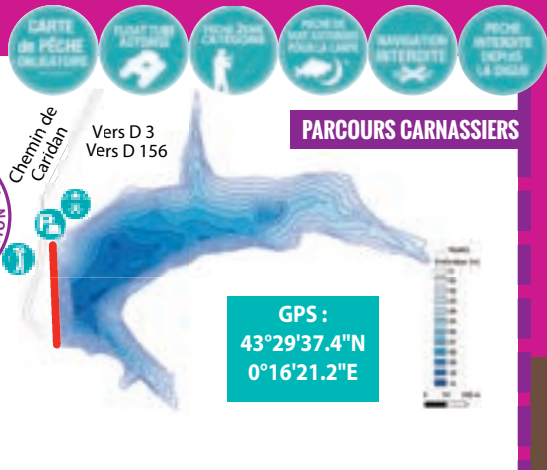 CARTE
de PÊCHE
OBLIGATOIRE
FLOAT TUBE
AUTORISÉ
PÊCHE 2ÈME
CATÉGORIE
PÊCHE DE
NUIT AUTORISÉE
POUR LA CARPE
NAVIGATION
INTERDITE
PÊCHE
INTERDITE
DEPUIS
LA DIGUE
PARCOURS CARNASSIERS
Chemin de
Caridan
Vers D 3
Vers D 156
GPS :
43°29'37.4"N
0°16'21.2"E